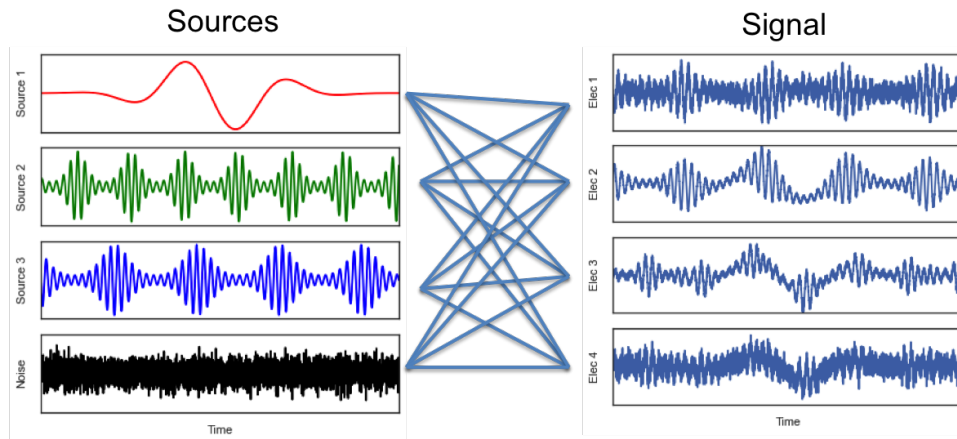 Sources
Signal
Source 1
Source 2
Source 3
Noise
Time
Elec 1
Elec 2
Elec 3
Elec 4
Time